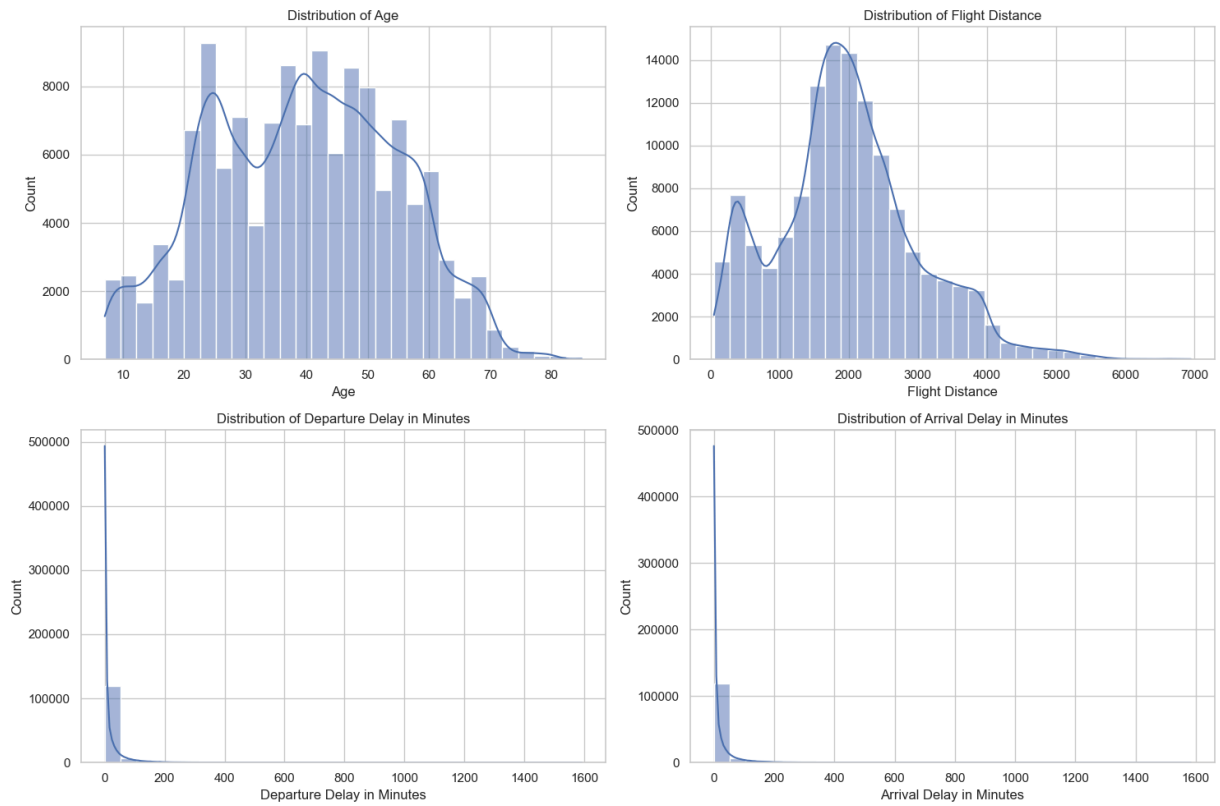 Distribution of Age
Count
8000
6000
4000
2000
0
10 20 30 40 50 60 70 80
Age
Distribution of Flight Distance
Count
14000
12000
10000
8000
6000
4000
2000
0
0 1000 2000 3000 4000 5000 6000 7000
Flight Distance
Distribution of Departure Delay in Minutes
Count
500000
400000
300000
200000
100000
0
0 200 400 600 800 1000 1200 1400 1600
Departure Delay in Minutes
Distribution of Arrival Delay in Minutes
Count
500000
400000
300000
200000
100000
0
0 200 400 600 800 1000 1200 1400 1600
Arrival Delay in Minutes